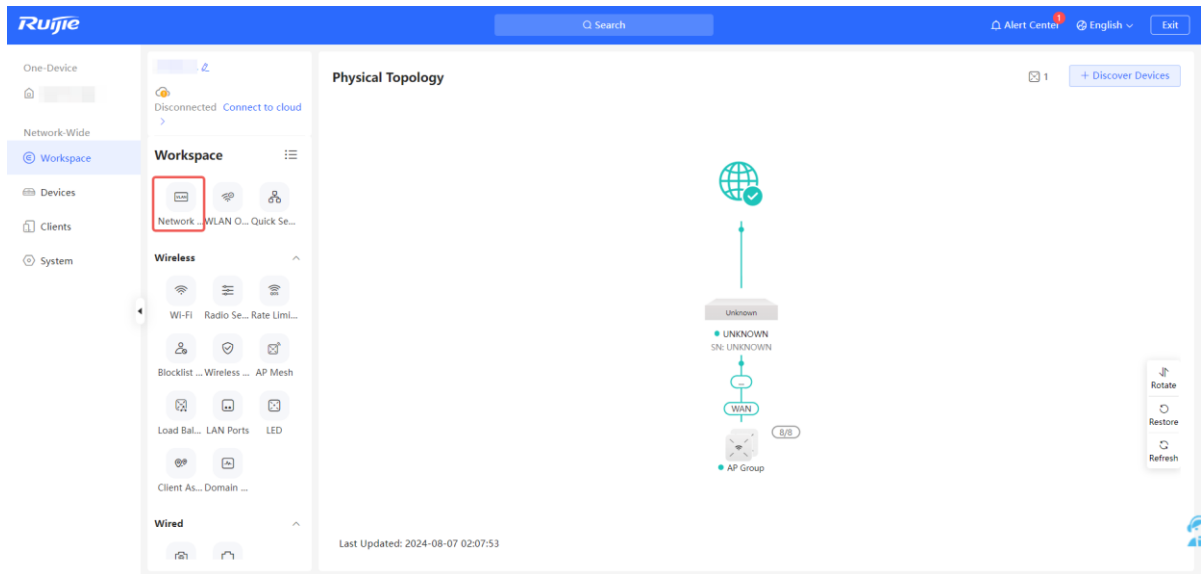 Ruijie
Search
Alert Center
1
English
Exit
One-Device
Network-Wide
Workspace
Devices
Clients
System
Disconnected Connect to cloud
>
Workspace
VLAN
Network ... WLAN O... Quick Se...
Wireless
Wi-Fi Radio Se... Rate Limi...
Blocklist ... Wireless ... AP Mesh
Load Bal... LAN Ports LED
Client As... Domain ...
Wired
Physical Topology
1
+ Discover Devices
Unknown
UNKNOWN
SN: UNKNOWN
...
WAN
8/8
AP Group
Rotate
Restore
Refresh
Last Updated: 2024-08-07 02:07:53